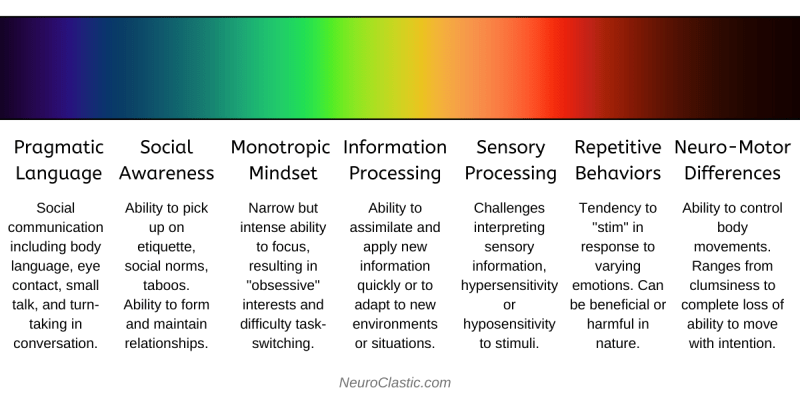 Pragmatic
Language
Social
communication
including body
language, eye
contact, small
talk, and turn-
taking in
conversation.
Social
Awareness
Ability to pick
up on
etiquette,
social norms,
taboos.
Ability to form
and maintain
relationships.
Monotropic
Mindset
Narrow but
intense ability
to focus,
resulting in
"obsessive"
interests and
difficulty task-
switching.
Information
Processing
Ability to
assimilate and
apply new
information
quickly or to
adapt to new
environments
or situations.
Sensory
Processing
Challenges
interpreting
sensory
information,
hypersensitivity
or
hyposensitivity
to stimuli.
Repetitive
Behaviors
Tendency to
"stim" in
response to
varying
emotions. Can
be beneficial or
harmful in
nature.
Neuro-Motor
Differences
Ability to control
body
movements.
Ranges from
clumsiness to
complete loss of
ability to move
with intention.
NeuroClastic.com